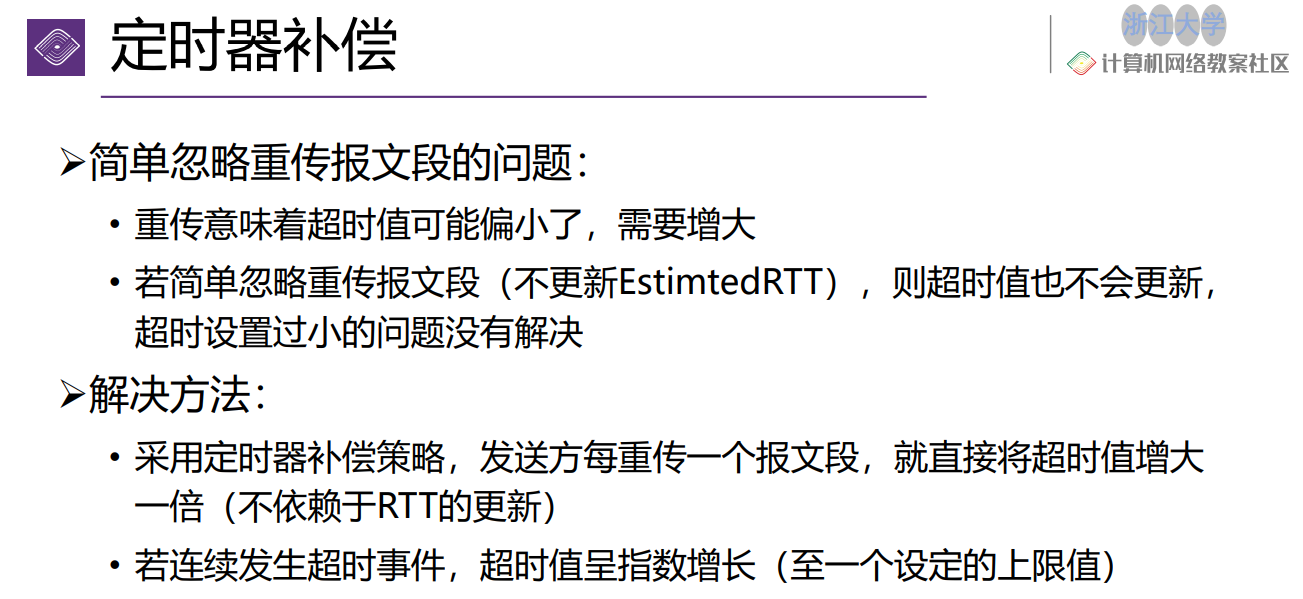 定时器补偿
浙江大学
计算机网络教案社区
➢简单忽略重传报文段的问题：
• 重传意味着超时值可能偏小了，需要增大
• 若简单忽略重传报文段（不更新EstimtedRTT），则超时值也不会更新，
超时设置过小的问题没有解决
➢解决方法：
• 采用定时器补偿策略，发送方每重传一个报文段，就直接将超时值增大
一倍（不依赖于RTT的更新）
• 若连续发生超时事件，超时值呈指数增长（至一个设定的上限值）